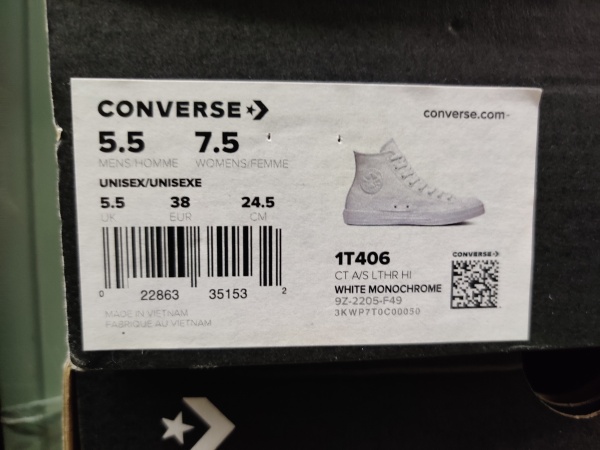 CONVERSE
converse.com
5.5 7.5
MENS/HOMME WOMENS/FEMME
UNISEX/UNISEXE
5.5 38 24.5
UK EUR CM
0 22863 35153 2
MADE IN VIETNAM
FABRIQUE AU VIETNAM
1T406
CT A/S LTHR HI
WHITE MONOCHROME
9Z-2205-F49
3KWP7T0C00050
CONVERSE